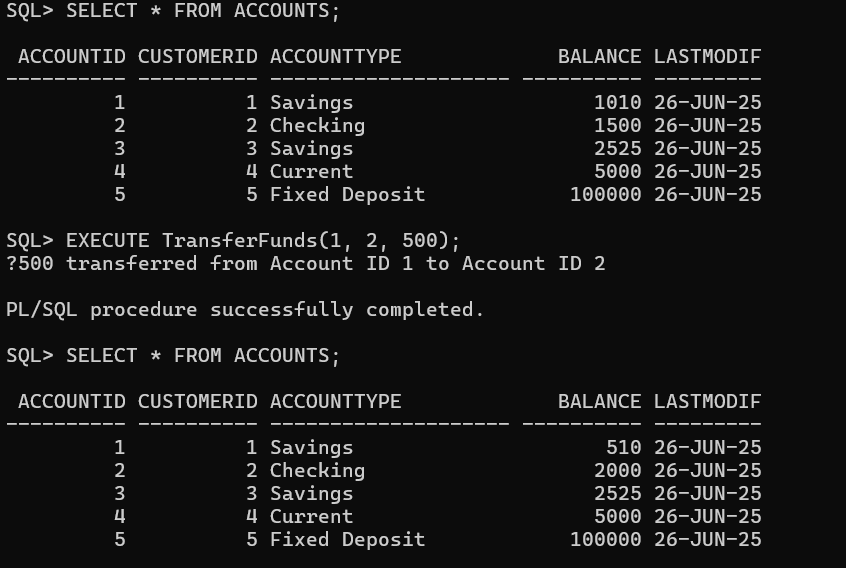 SQL> SELECT * FROM ACCOUNTS;

 ACCOUNTID CUSTOMERID ACCOUNTTYPE             BALANCE LASTMODIF
---------- ---------- -------------------- ---------- ---------
         1          1 Savings                    1010 26-JUN-25
         2          2 Checking                   1500 26-JUN-25
         3          3 Savings                    2525 26-JUN-25
         4          4 Current                    5000 26-JUN-25
         5          5 Fixed Deposit            100000 26-JUN-25

SQL> EXECUTE TransferFunds(1, 2, 500);
?500 transferred from Account ID 1 to Account ID 2

PL/SQL procedure successfully completed.

SQL> SELECT * FROM ACCOUNTS;

 ACCOUNTID CUSTOMERID ACCOUNTTYPE             BALANCE LASTMODIF
---------- ---------- -------------------- ---------- ---------
         1          1 Savings                     510 26-JUN-25
         2          2 Checking                   2000 26-JUN-25
         3          3 Savings                    2525 26-JUN-25
         4          4 Current                    5000 26-JUN-25
         5          5 Fixed Deposit            100000 26-JUN-25